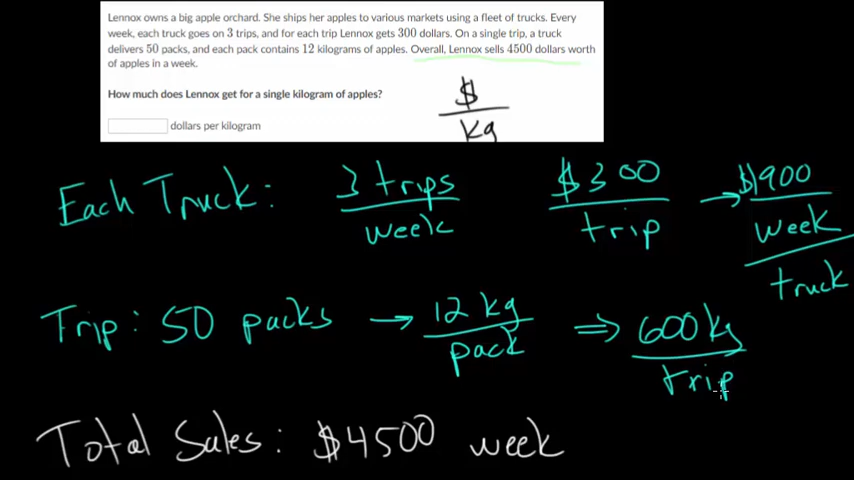 Lennox owns a big apple orchard. She ships her apples to various markets using a fleet of trucks. Every
week, each truck goes on 3 trips, and for each trip Lennox gets 300 dollars. On a single trip, a truck
delivers 50 packs, and each pack contains 12 kilograms of apples. Overall, Lennox sells 4500 dollars worth
of apples in a week.
How much does Lennox get for a single kilogram of apples?
$
kg
dollars per kilogram
Each Truck: 3 trips $300 → $900
week trip week
truck
Trip: 50 packs → 12 kg ⇒ 600 kg
pack trip
Total Sales: $4500 week